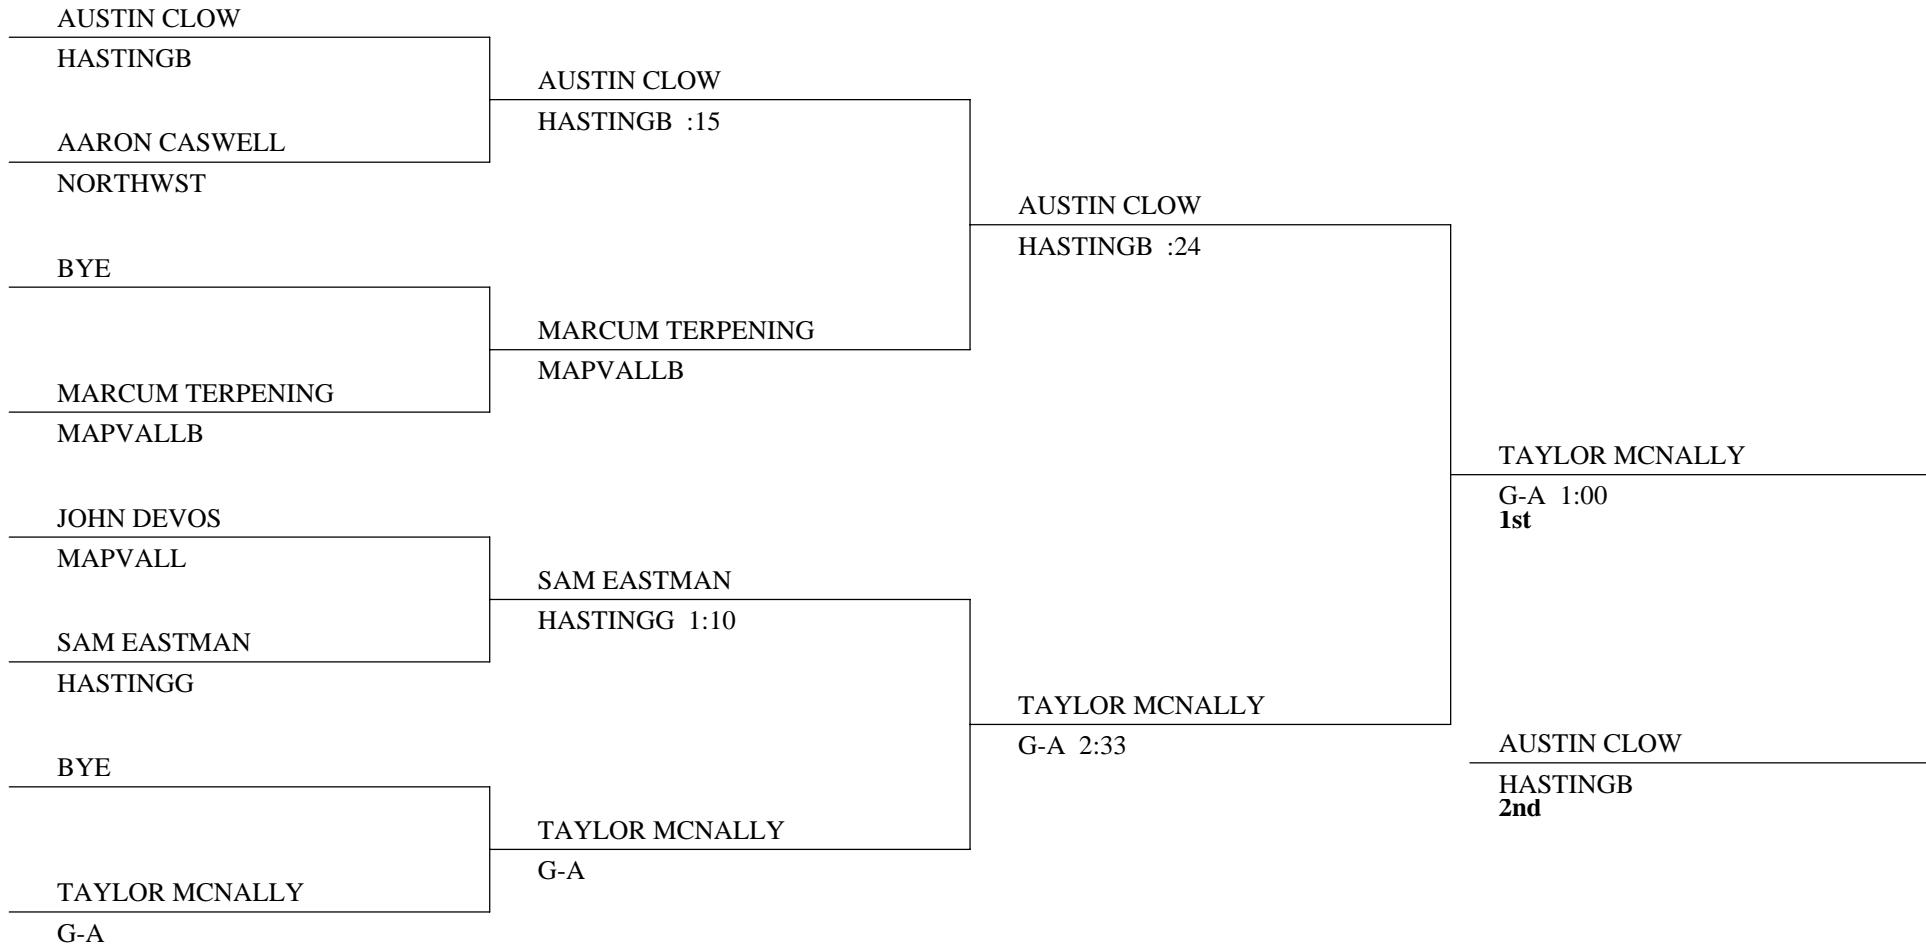 AUSTIN CLOW
HASTINGB
AARON CASWELL
NORTHWST
BYE
MARCUM TERPENING
MAPVALLB
JOHN DEVOS
MAPVALL
SAM EASTMAN
HASTINGG
BYE
TAYLOR MCNALLY
G-A
AUSTIN CLOW
HASTINGB :15
MARCUM TERPENING
MAPVALLB
SAM EASTMAN
HASTINGG 1:10
TAYLOR MCNALLY
G-A
AUSTIN CLOW
HASTINGB :24
TAYLOR MCNALLY
G-A 2:33
TAYLOR MCNALLY
G-A 1:00
1st
AUSTIN CLOW
HASTINGB
2nd